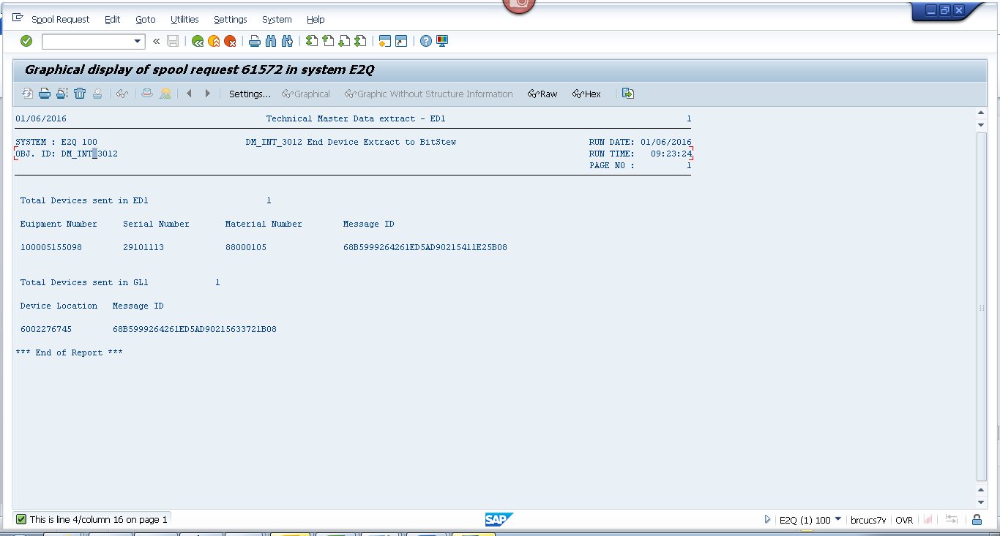 Spool Request Edit Goto Utilities Settings System Help
Graphical display of spool request 61572 in system E2Q
Settings... Graphical Graphic Without Structure Information Raw Hex
01/06/2016 Technical Master Data extract - ED1 1
SYSTEM : E2Q 100 DM_INT_3012 End Device Extract to BitStew RUN DATE: 01/06/2016
OBJ. ID: DM_INT_3012 RUN TIME: 09:23:24
PAGE NO : 1
Total Devices sent in ED1 1
Euipment Number Serial Number Material Number Message ID
100005155098 29101113 88000105 68B5999264261ED5AD90215411E25B08
Total Devices sent in GL1 1
Device Location Message ID
6002276745 68B5999264261ED5AD90215633721B08
*** End of Report ***
This is line 4/column 16 on page 1 SAP E2Q (1) 100 brcucs7v OVR